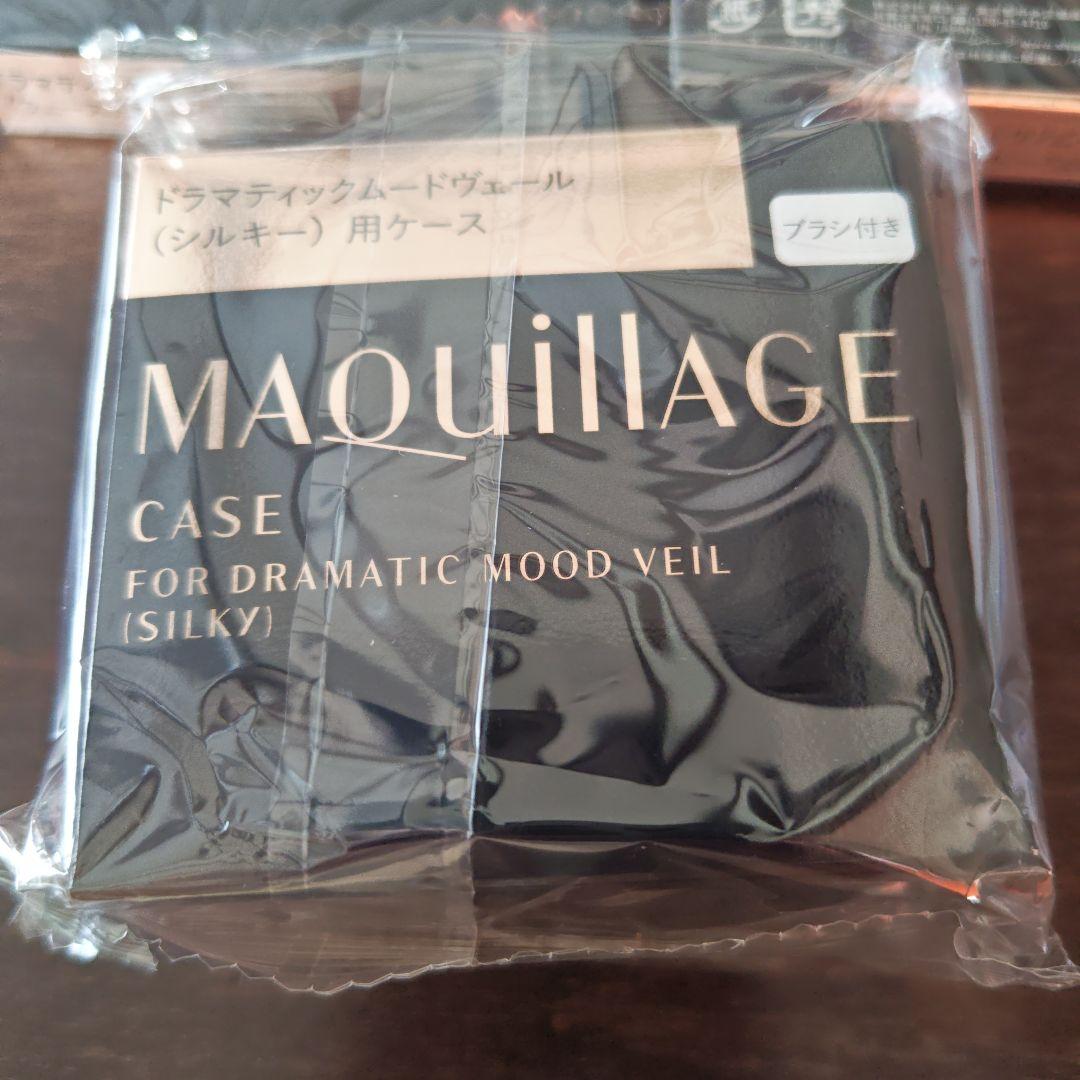 ドラマティックムードヴェール
(シルキー) 用ケース
ブラシ付き
MAQuillAGE
CASE
FOR DRAMATIC MOOD VEIL
(SILKY)